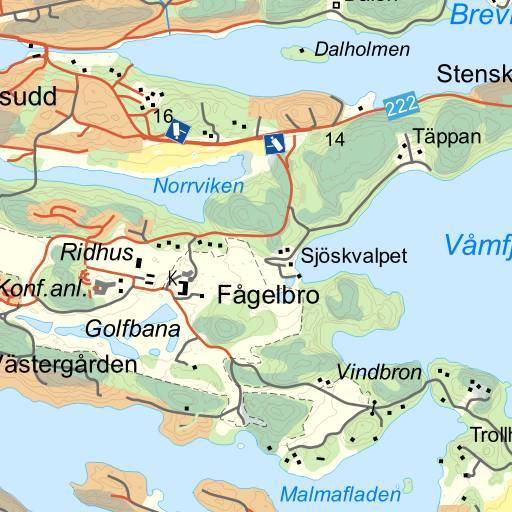 Brev
Dalholmen
Stensk
sudd
222
16
14
Täppan
Norrviken
Ridhus
Sjöskvalpet
Våmfj
K
Konf.anl.
Fågelbro
Golfbana
Västergården
Vindbron
Trollh
Malmafladen